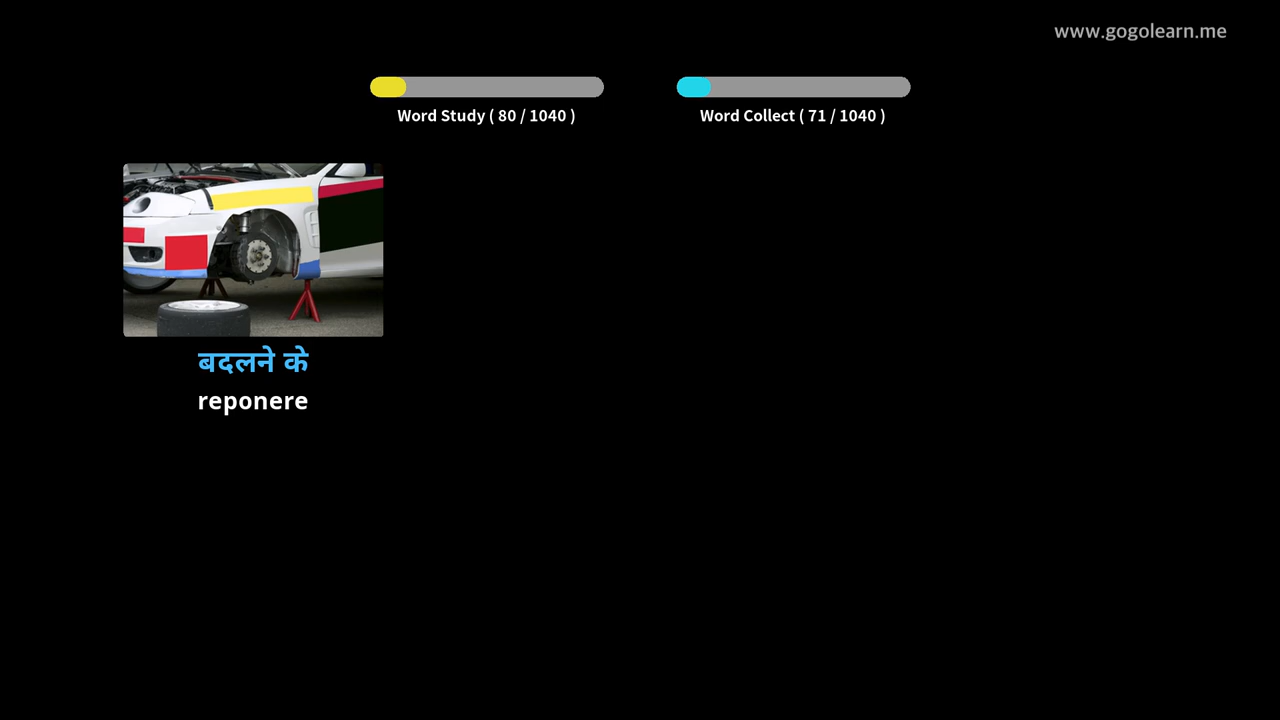 www.gogolearn.me
Word Study ( 80 / 1040 )
Word Collect ( 71 / 1040 )
बदलने के
reponere